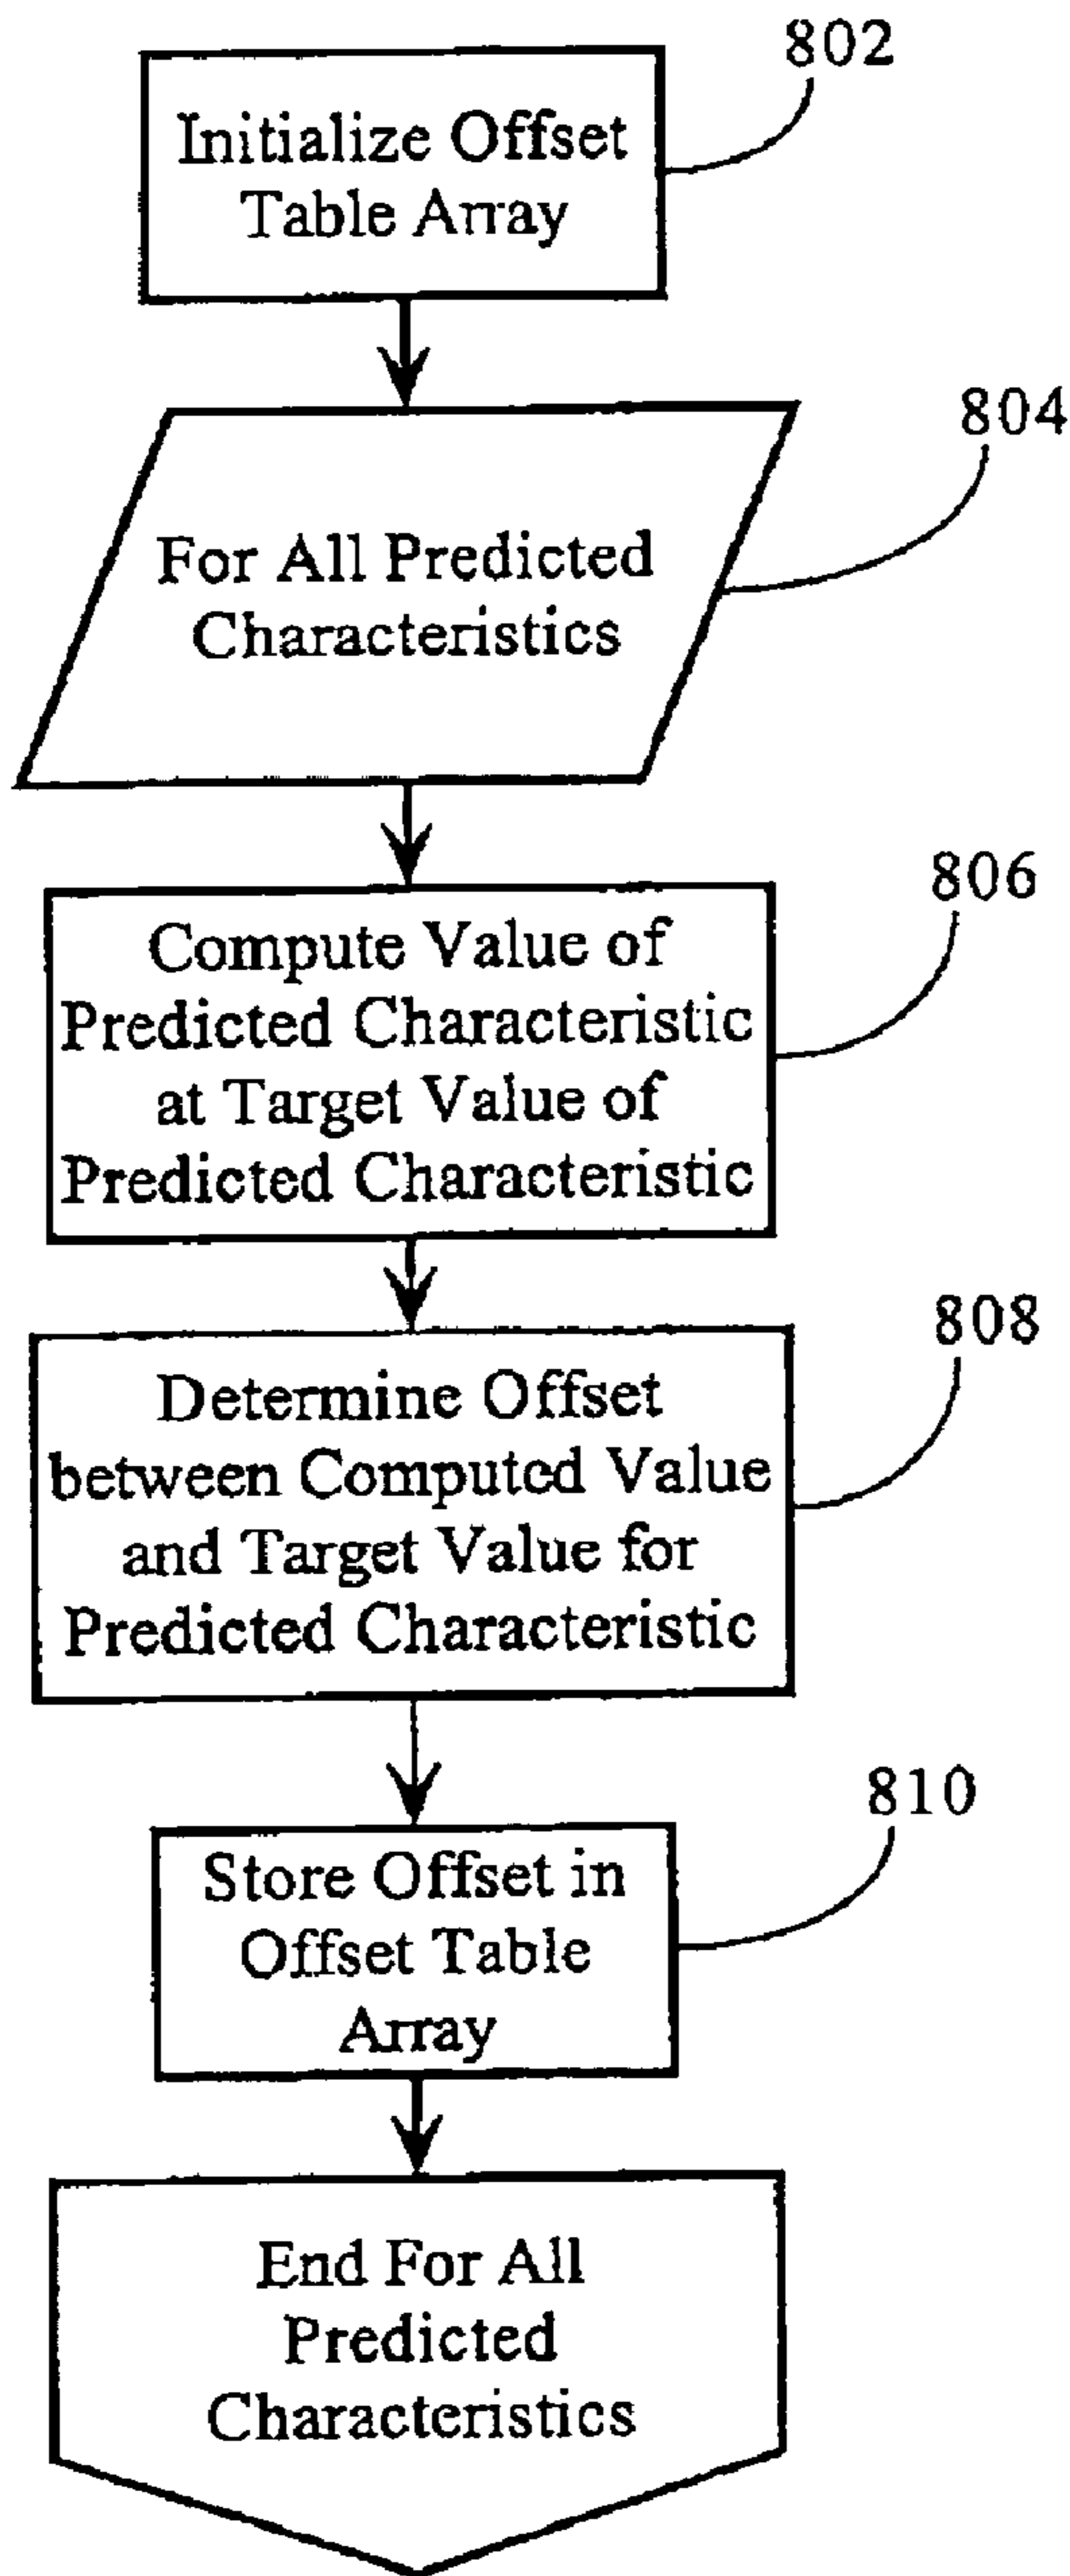 802
Initialize Offset
Table Array
804
For All Predicted
Characteristics
806
Compute Value of
Predicted Characteristic
at Target Value of
Predicted Characteristic
808
Determine Offset
between Computed Value
and Target Value for
Predicted Characteristic
810
Store Offset in
Offset Table
Array
End For All
Predicted
Characteristics